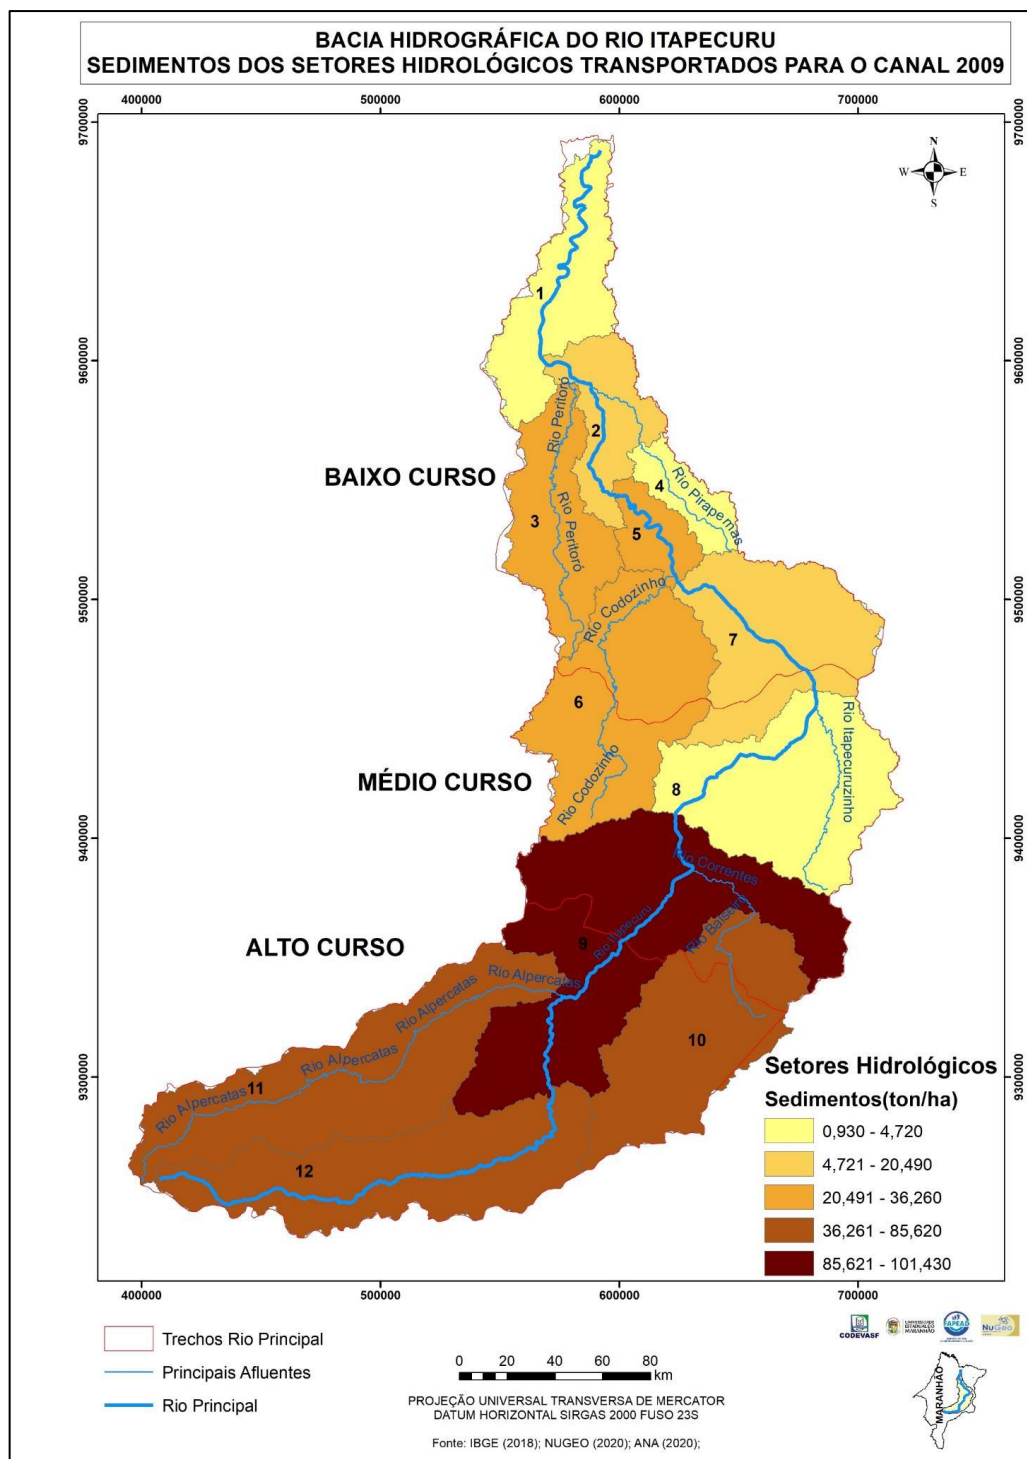 BACIA HIDROGRÁFICA DO RIO ITAPECURU
SEDIMENTOS DOS SETORES HIDROLÓGICOS TRANSPORTADOS PARA O CANAL 2009
400000 500000 600000 700000
9700000 9700000
N
W E
S
1
9600000 9600000
Rio Peritoró
2
BAIXO CURSO
4
Rio Pirapemas
3
Rio Peritoró
5
9500000 9500000
Rio Codozinho
7
6
Rio Itapecuruzinho
MÉDIO CURSO
8
Rio Codozinho
9400000 9400000
Rio Correntes
Rio Balseiro
ALTO CURSO
9
Rio Itapecuru
Rio Alpercatas
Rio Alpercatas
10
Rio Alpercatas
11
Rio Alpercatas
9300000 9300000
12
Setores Hidrológicos
Sedimentos(ton/ha)
0,930 - 4,720
4,721 - 20,490
20,491 - 36,260
36,261 - 85,620
85,621 - 101,430
400000 500000 600000 700000
Trechos Rio Principal
Principais Afluentes
Rio Principal
0 20 40 60 80
km
PROJEÇÃO UNIVERSAL TRANSVERSA DE MERCATOR
DATUM HORIZONTAL SIRGAS 2000 FUSO 23S
Fonte: IBGE (2018); NUGEO (2020); ANA (2020);
CODEVASF
UNIVERSIDADE
ESTADUAL DO
MARANHÃO
FAPEAD
NuGeo
MARANHÃO